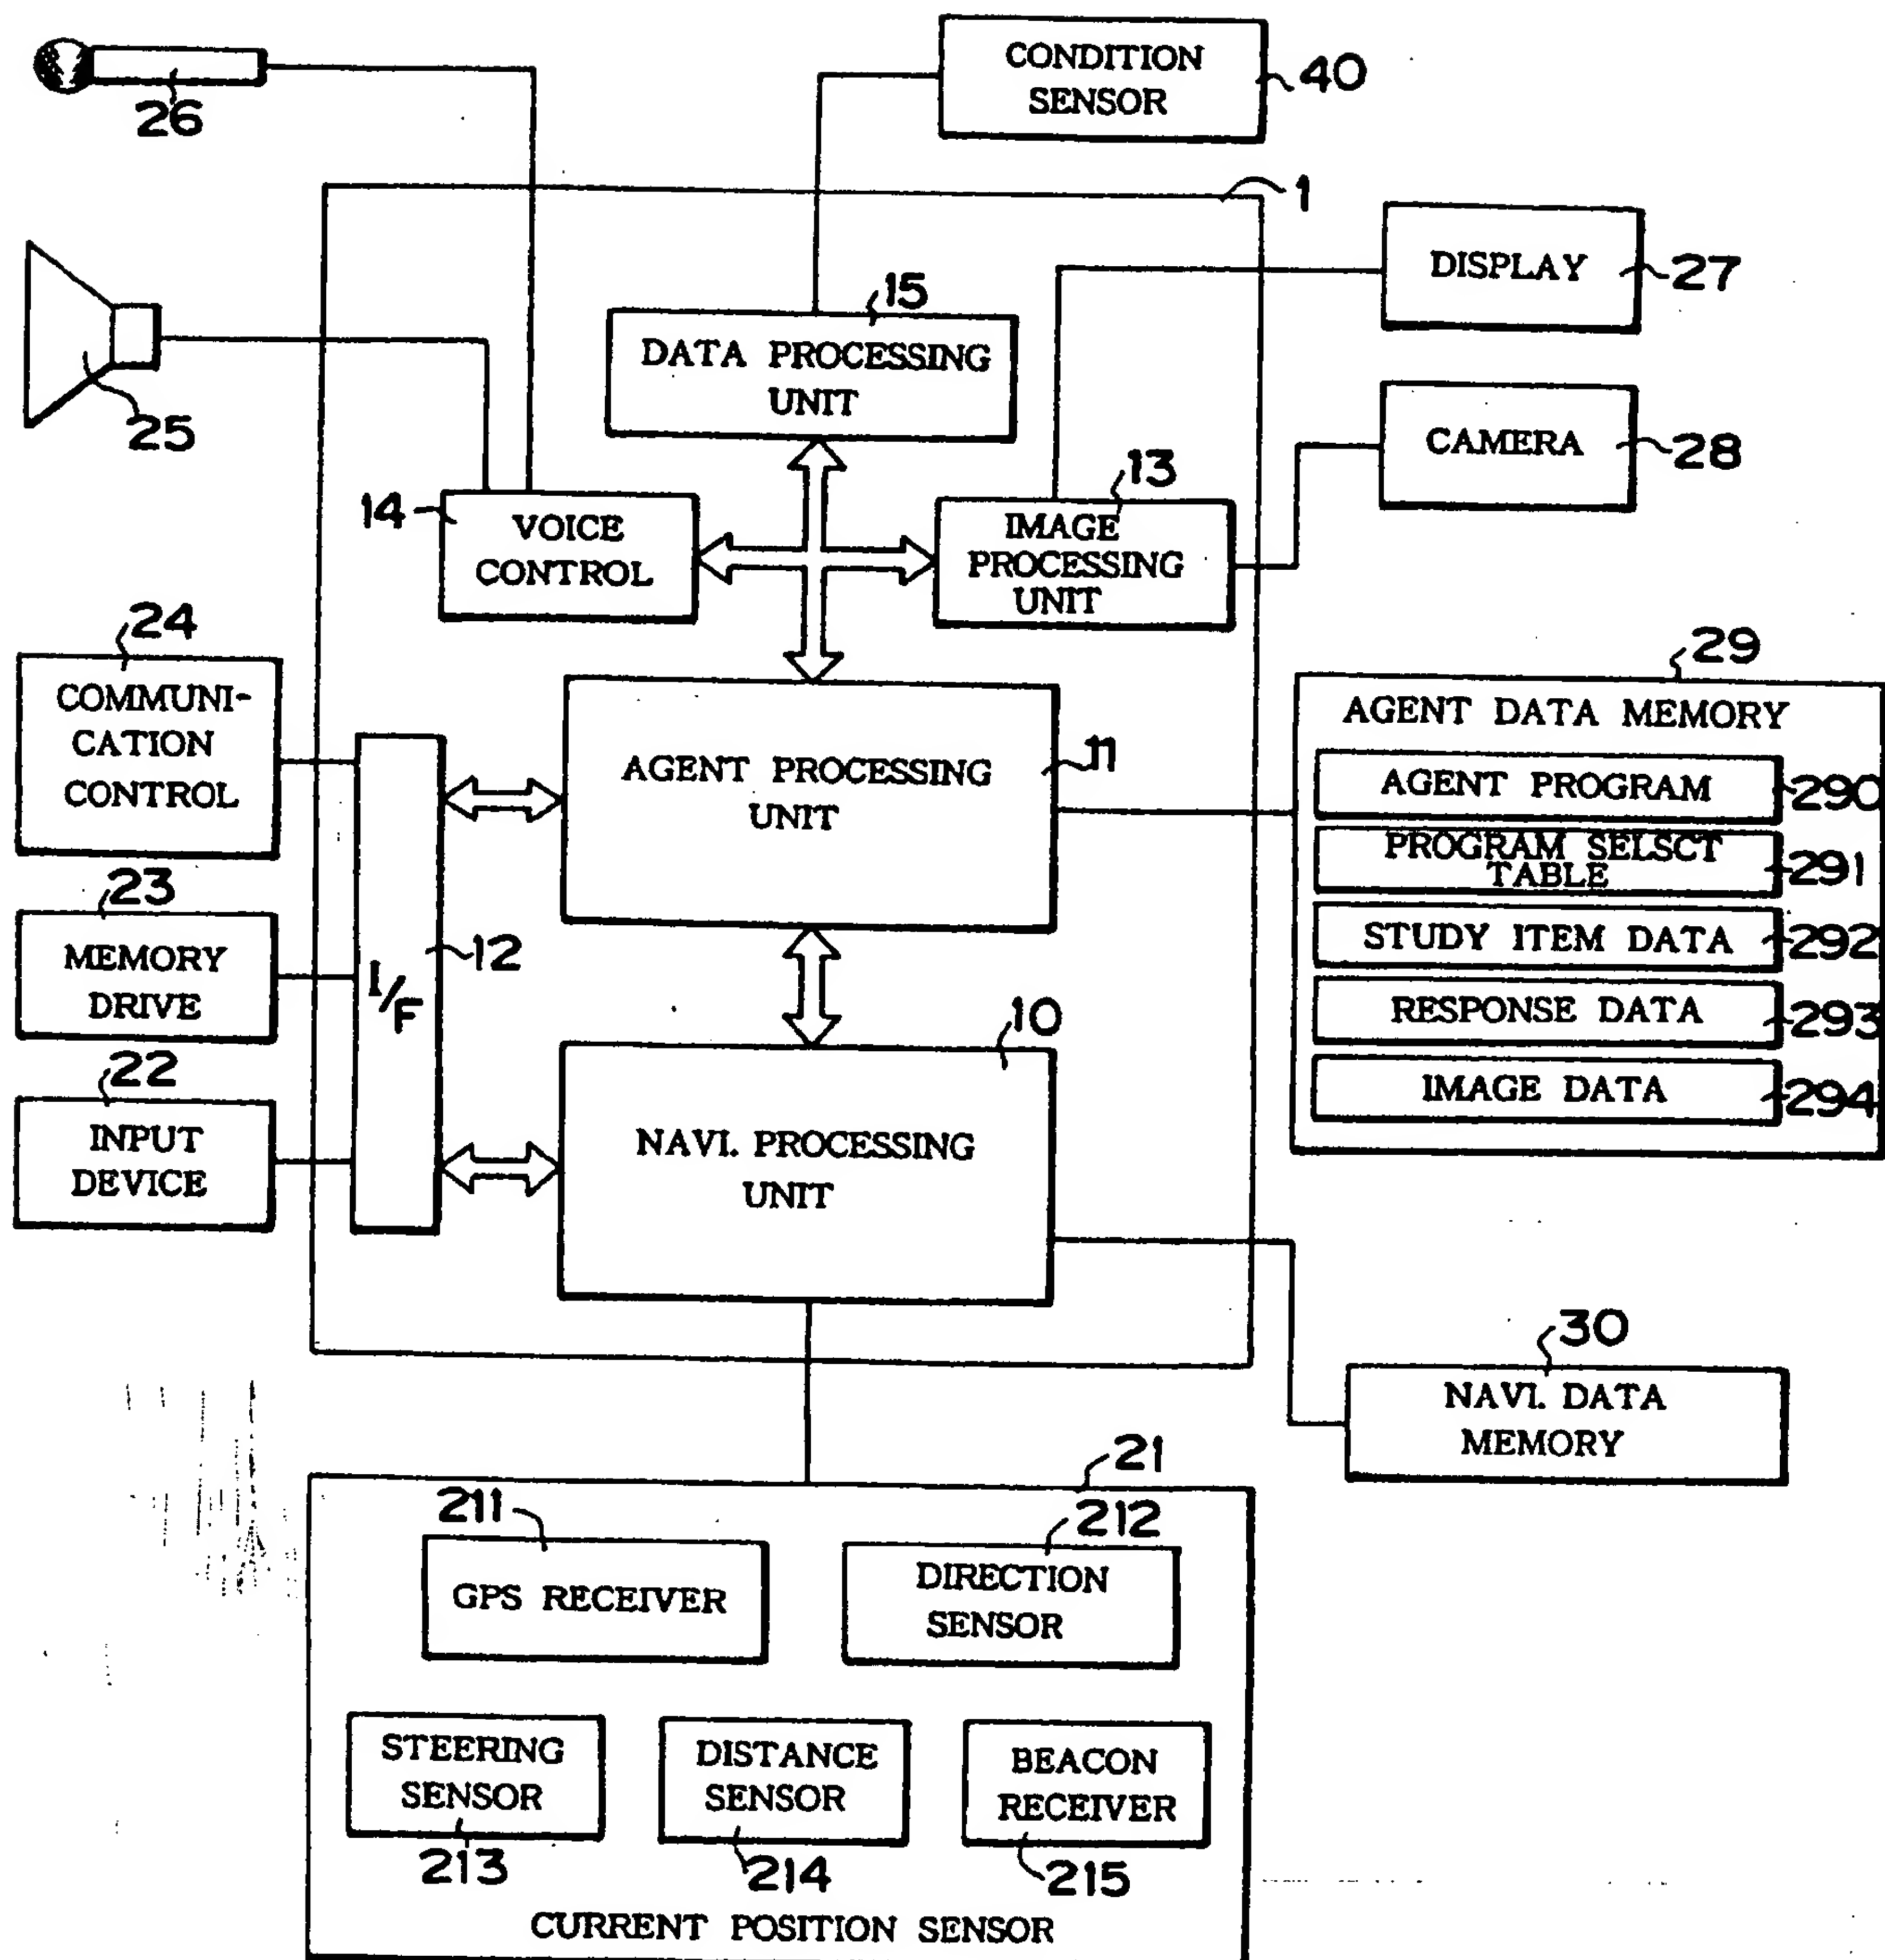 26
CONDITION
SENSOR
40
1
DISPLAY
27
25
15
DATA PROCESSING
UNIT
CAMERA
28
14
VOICE
CONTROL
13
IMAGE
PROCESSING
UNIT
24
COMMUNI-
CATION
CONTROL
23
MEMORY
DRIVE
22
INPUT
DEVICE
I/F
12
AGENT PROCESSING
UNIT
11
29
AGENT DATA MEMORY
AGENT PROGRAM
290
PROGRAM SELSCT
TABLE
291
STUDY ITEM DATA
292
RESPONSE DATA
293
IMAGE DATA
294
10
NAVI. PROCESSING
UNIT
30
NAVI. DATA
MEMORY
21
211
GPS RECEIVER
212
DIRECTION
SENSOR
STEERING
SENSOR
213
DISTANCE
SENSOR
214
BEACON
RECEIVER
215
CURRENT POSITION SENSOR